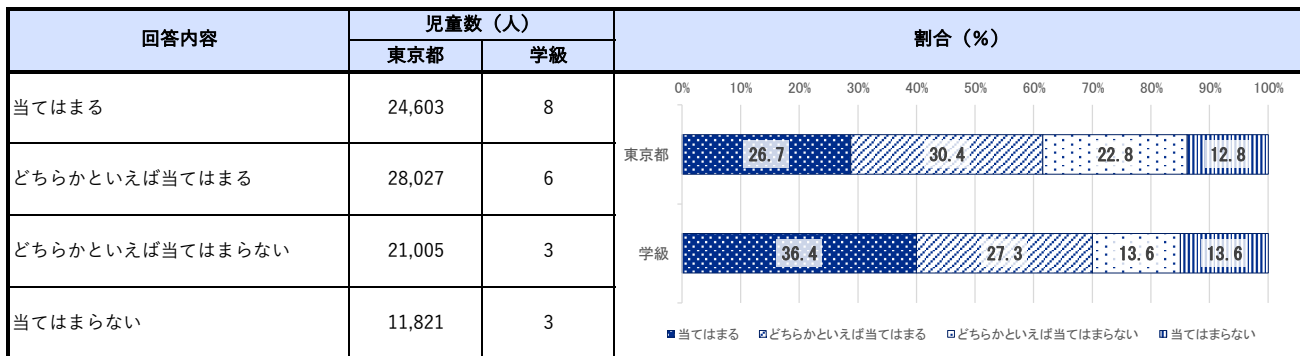 回答内容
児童数（人）
割合（%）
東京都 学級
当てはまる 24,603 8
どちらかといえば当てはまる 28,027 6
どちらかといえば当てはまらない 21,005 3
当てはまらない 11,821 3
0% 10% 20% 30% 40% 50% 60% 70% 80% 90% 100%
東京都 26.7 30.4 22.8 12.8
学級 36.4 27.3 13.6 13.6
当てはまる どちらかといえば当てはまる どちらかといえば当てはまらない 当てはまらない